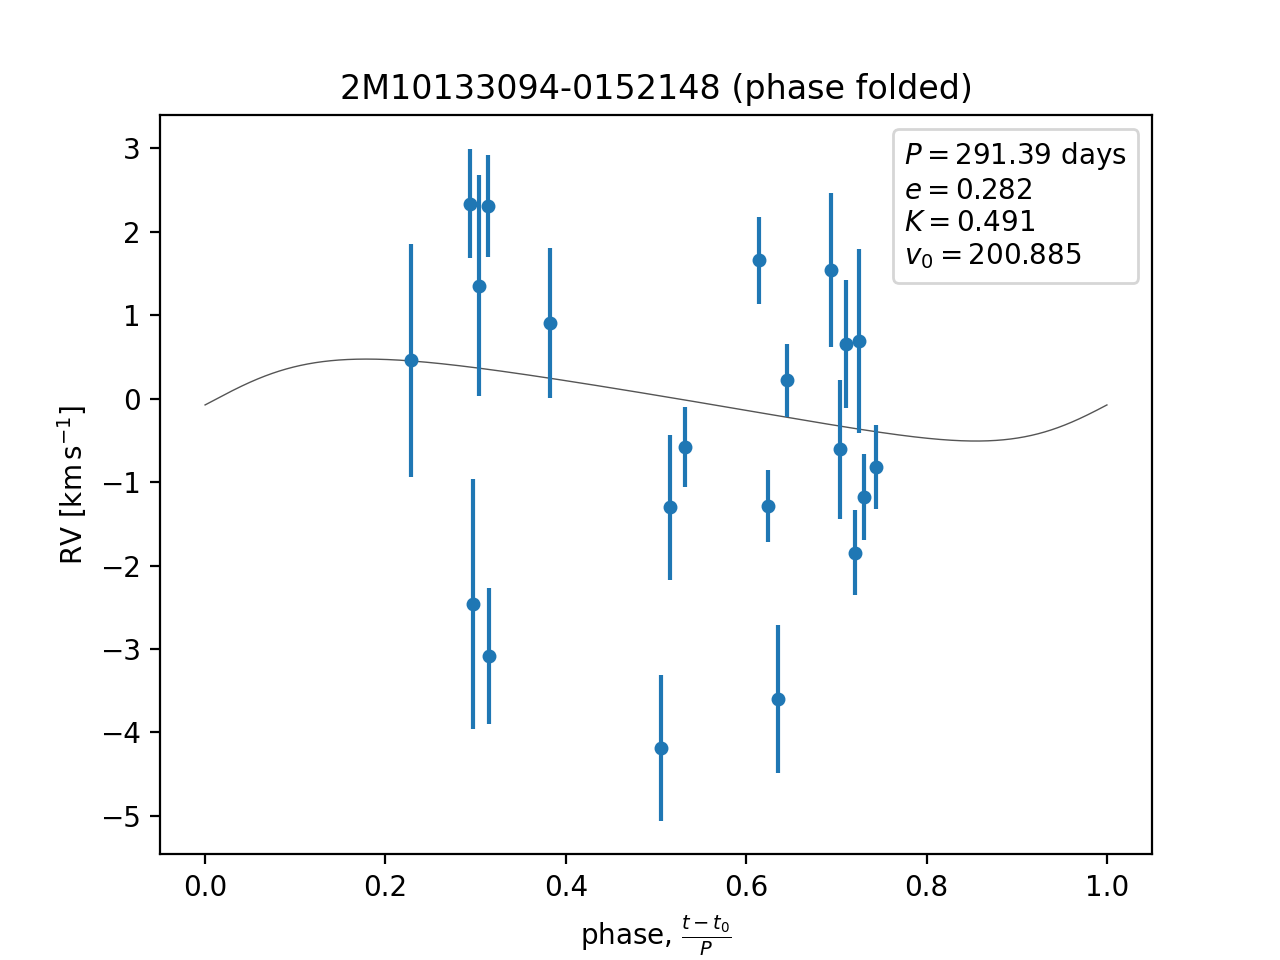 2M10133094-0152148 (phase folded)
P = 291.39 days
e = 0.282
K = 0.491
v₀ = 200.885
3
2
1
0
−1
−2
−3
−4
−5
RV [km s⁻¹]
0.0 0.2 0.4 0.6 0.8 1.0
phase, (t − t₀)/P